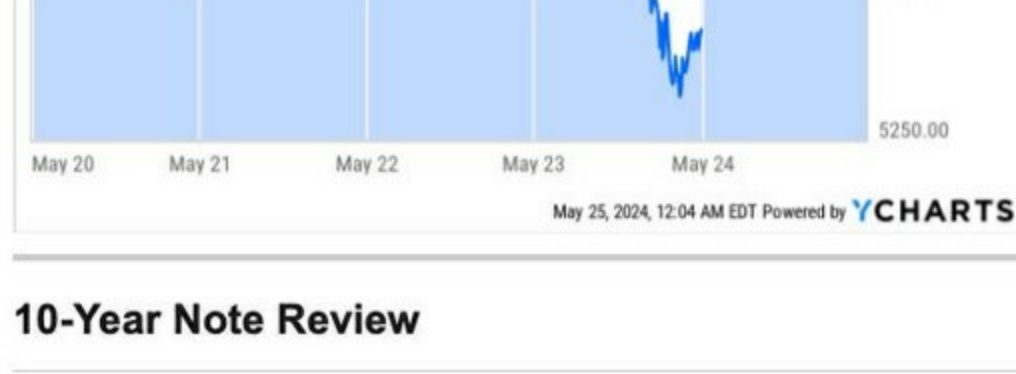 5250.00
May 20 May 21 May 22 May 23 May 24
May 25, 2024, 12:04 AM EDT Powered by YCHARTS
10-Year Note Review